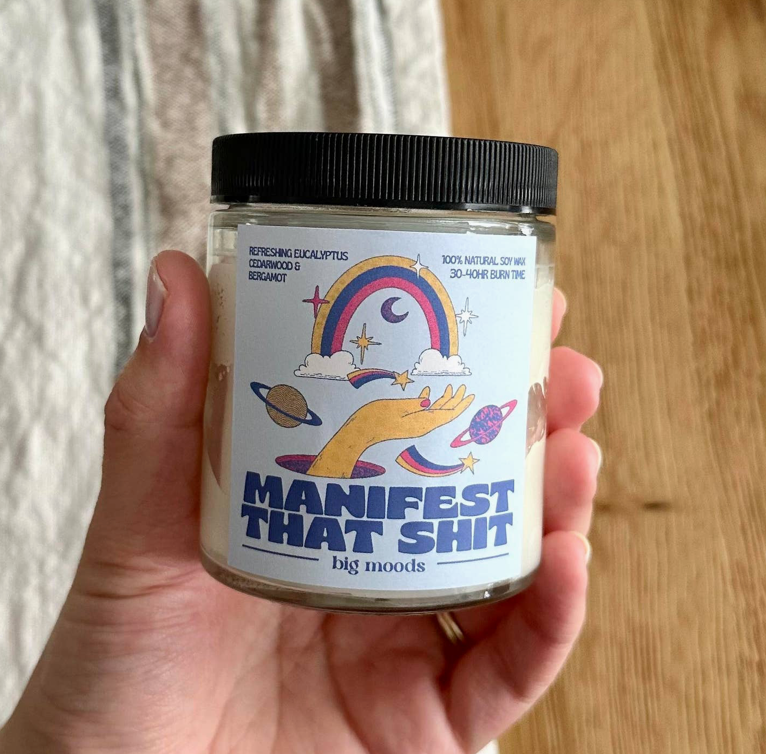 REFRESHING EUCALYPTUS
CEDARWOOD &
BERGAMOT
100% NATURAL SOY WAX
30-40HR BURN TIME
MANIFEST
THAT SHIT
big moods